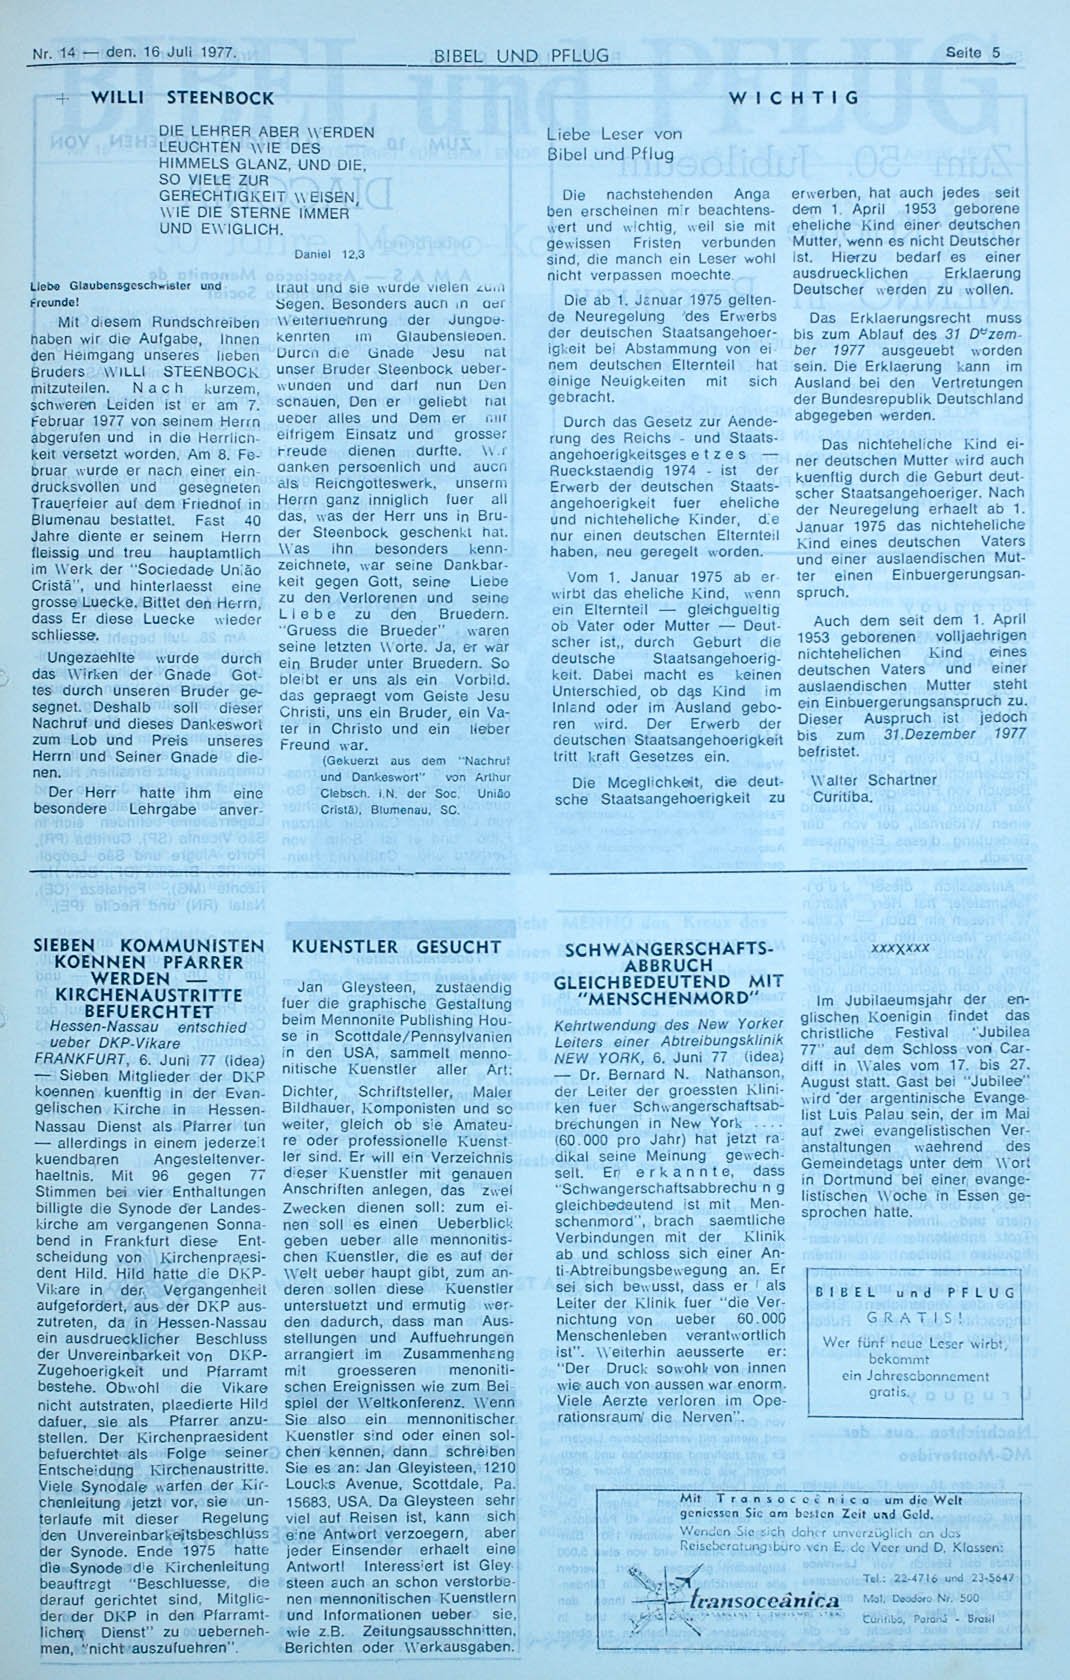 Nr. 14 — den. 16 Juli 1977.
BIBEL UND PFLUG
Seite 5
+ WILLI STEENBOCK
DIE LEHRER ABER WERDEN
LEUCHTEN WIE DES
HIMMELS GLANZ, UND DIE,
SO VIELE ZUR
GERECHTIGKEIT WEISEN,
WIE DIE STERNE IMMER
UND EWIGLICH.
Daniel 12,3
Liebe Glaubensgeschwister und
Freunde!
Mit diesem Rundschreiben
haben wir die Aufgabe, Ihnen
den Heimgang unseres lieben
Bruders WILLI STEENBOCK
mitzuteilen. Nach kurzem,
schweren Leiden ist er am 7.
Februar 1977 von seinem Herrn
abgerufen und in die Herrlich-
keit versetzt worden. Am 8. Fe-
bruar wurde er nach einer ein-
drucksvollen und gesegneten
Trauerfeier auf dem Friedhof in
Blumenau bestattet. Fast 40
Jahre diente er seinem Herrn
fleissig und treu hauptamtlich
im Werk der "Sociedade União
Cristã", und hinterlaesst eine
grosse Luecke. Bittet den Herrn,
dass Er diese Luecke wieder
schliesse.
Ungezaehlte wurde durch
das Wirken der Gnade Got-
tes durch unseren Bruder ge-
segnet. Deshalb soll dieser
Nachruf und dieses Dankeswort
zum Lob und Preis unseres
Herrn und Seiner Gnade die-
nen.
Der Herr hatte ihm eine
besondere Lehrgabe anver-
traut und sie wurde vielen zum
Segen. Besonders auch in der
Weiterfuehrung der Jungbe-
kehrten im Glaubensleben.
Durch die Gnade Jesu hat
unser Bruder Steenbock ueber-
wunden und darf nun Den
schauen, Den er geliebt hat
ueber alles und Dem er mit
eifrigem Einsatz und grosser
Freude dienen durfte. Wir
danken persoenlich und auch
als Reichgotteswerk, unserm
Herrn ganz inniglich fuer all
das, was der Herr uns in Bru-
der Steenbock geschenkt hat.
Was ihn besonders kenn-
zeichnete, war seine Dankbar-
keit gegen Gott, seine Liebe
zu den Verlorenen und seine
Liebe zu den Bruedern.
"Gruess die Brueder" waren
seine letzten Worte. Ja, er war
ein Bruder unter Bruedern. So
bleibt er uns als ein Vorbild.
das gepraegt vom Geiste Jesu
Christi, uns ein Bruder, ein Va-
ter in Christo und ein lieber
Freund war.
(Gekuerzt aus dem "Nachruf
und Dankeswort" von Arthur
Clebsch. i.N. der Soc. União
Cristã), Blumenau, SC.
WICHTIG
Liebe Leser von
Bibel und Pflug
Die nachstehenden Anga
ben erscheinen mir beachtens-
wert und wichtig, weil sie mit
gewissen Fristen verbunden
sind, die manch ein Leser wohl
nicht verpassen moechte.
Die ab 1. Januar 1975 gelten-
de Neuregelung des Erwerbs
der deutschen Staatsangehoer-
igkeit bei Abstammung von ei
nem deutschen Elternteil hat
einige Neuigkeiten mit sich
gebracht.
Durch das Gesetz zur Aende-
rung des Reichs - und Staats-
angehoerigkeitsgesetzes —
Rueckstaendig 1974 - ist der
Erwerb der deutschen Staats-
angehoerigkeit fuer eheliche
und nichteheliche Kinder, die
nur einen deutschen Elternteil
haben, neu geregelt worden.
Vom 1. Januar 1975 ab er-
wirbt das eheliche Kind, wenn
ein Elternteil — gleichgueltig
ob Vater oder Mutter — Deut-
scher ist,, durch Geburt die
deutsche Staatsangehoerig-
keit. Dabei macht es keinen
Unterschied, ob das Kind im
Inland oder im Ausland gebo-
ren wird. Der Erwerb der
deutschen Staatsangehoerigkeit
tritt kraft Gesetzes ein.
Die Moeglichkeit, die deut-
sche Staatsangehoerigkeit zu
erwerben, hat auch jedes seit
dem 1. April 1953 geborene
eheliche Kind einer deutschen
Mutter, wenn es nicht Deutscher
ist. Hierzu bedarf es einer
ausdruecklichen Erklaerung
Deutscher werden zu wollen.
Das Erklaerungsrecht muss
bis zum Ablauf des 31 Dezem-
ber 1977 ausgeuebt worden
sein. Die Erklaerung kann im
Ausland bei den Vertretungen
der Bundesrepublik Deutschland
abgegeben werden.
Das nichteheliche Kind ei-
ner deutschen Mutter wird auch
kuenftig durch die Geburt deut-
scher Staatsangehoeriger. Nach
der Neuregelung erhaelt ab 1.
Januar 1975 das nichteheliche
Kind eines deutschen Vaters
und einer auslaendischen Mut-
ter einen Einbuergerungsan-
spruch.
Auch dem seit dem 1. April
1953 geborenen volljaehrigen
nichtehelichen Kind eines
deutschen Vaters und einer
auslaendischen Mutter steht
ein Einbuergerungsanspruch zu.
Dieser Auspruch ist jedoch
bis zum 31.Dezember 1977
befristet.
Walter Schartner
Curitiba.
SIEBEN KOMMUNISTEN
KOENNEN PFARRER
WERDEN —
KIRCHENAUSTRITTE
BEFUERCHTET
Hessen-Nassau entschied
ueber DKP-Vikare
FRANKFURT, 6. Juni 77 (idea)
— Sieben Mitglieder der DKP
koennen kuenftig in der Evan-
gelischen Kirche in Hessen-
Nassau Dienst als Pfarrer tun
— allerdings in einem jederzeit
kuendbaren Angesteltenver-
haeltnis. Mit 96 gegen 77
Stimmen bei vier Enthaltungen
billigte die Synode der Landes-
kirche am vergangenen Sonna-
bend in Frankfurt diese Ent-
scheidung von Kirchenpraesi-
dent Hild. Hild hatte die DKP-
Vikare in der Vergangenheit
aufgefordert, aus der DKP aus-
zutreten, da in Hessen-Nassau
ein ausdruecklicher Beschluss
der Unvereinbarkeit von DKP-
Zugehoerigkeit und Pfarramt
bestehe. Obwohl die Vikare
nicht autstraten, plaedierte Hild
dafuer, sie als Pfarrer anzu-
stellen. Der Kirchenpraesident
befuerchtet als Folge seiner
Entscheidung Kirchenaustritte.
Viele Synodale warfen der Kir-
chenleitung jetzt vor, sie un-
terlaufe mit dieser Regelung
den Unvereinbarkeitsbeschluss
der Synode. Ende 1975 hatte
die Synode die Kirchenleitung
beauftragt "Beschluesse, die
darauf gerichtet sind, Mitglie-
der der DKP in den Pfarramt-
lichen Dienst" zu ueberneh-
men, "nicht auszufuehren".
KUENSTLER GESUCHT
Jan Gleysteen, zustaendig
fuer die graphische Gestaltung
beim Mennonite Publishing Hou-
se in Scottdale/Pennsylvanien
in den USA, sammelt menno-
nitische Kuenstler aller Art:
Dichter, Schriftsteller, Maler
Bildhauer, Komponisten und so
weiter, gleich ob sie Amateu-
re oder professionelle Kuenst-
ler sind. Er will ein Verzeichnis
dieser Kuenstler mit genauen
Anschriften anlegen, das zwei
Zwecken dienen soll: zum ei-
nen soll es einen Ueberblick
geben ueber alle mennonitis-
chen Kuenstler, die es auf der
Welt ueber haupt gibt, zum an-
deren sollen diese Kuenstler
unterstuetzt und ermutig wer-
den dadurch, dass man Aus-
stellungen und Auffuehrungen
arrangiert im Zusammenhang
mit groesseren menoniti-
schen Ereignissen wie zum Bei-
spiel der Weltkonferenz. Wenn
Sie also ein mennonitischer
Kuenstler sind oder einen sol-
chen kennen, dann schreiben
Sie es an: Jan Gleyisteen, 1210
Loucks Avenue, Scottdale, Pa.
15683, USA. Da Gleysteen sehr
viel auf Reisen ist, kann sich
eine Antwort verzoegern, aber
jeder Einsender erhaelt eine
Antwort! Interessiert ist Gley
steen auch an schon verstorbe-
nen mennonitischen Kuenstlern
und Informationen ueber sie,
wie z.B. Zeitungsausschnitten,
Berichten oder Werkausgaben.
SCHWANGERSCHAFTS-
ABBRUCH
GLEICHBEDEUTEND MIT
"MENSCHENMORD"
Kehrtwendung des New Yorker
Leiters einer Abtreibungsklinik
NEW YORK, 6. Juni 77 (idea)
— Dr. Bernard N. Nathanson,
der Leiter der groessten Klini-
ken fuer Schwangerschaftsab-
brechungen in New York ....
(60.000 pro Jahr) hat jetzt ra-
dikal seine Meinung gewech-
selt. Er erkannte, dass
"Schwangerschaftsabbrechung
gleichbedeutend ist mit Men-
schenmord", brach saemtliche
Verbindungen mit der Klinik
ab und schloss sich einer An-
ti-Abtreibungsbewegung an. Er
sei sich bewusst, dass er als
Leiter der Klinik fuer "die Ver-
nichtung von ueber 60.000
Menschenleben verantwortlich
ist". Weiterhin aeusserte er:
"Der Druck sowohl von innen
wie auch von aussen war enorm.
Viele Aerzte verloren im Ope-
rationsraum die Nerven".
xxxXxxx
Im Jubilaeumsjahr der en-
glischen Koenigin findet das
christliche Festival "Jubilea
77" auf dem Schloss von Car-
diff in Wales vom 17. bis 27.
August statt. Gast bei "Jubilee"
wird der argentinische Evange-
list Luis Palau sein, der im Mai
auf zwei evangelistischen Ver-
anstaltungen waehrend des
Gemeindetags unter dem Wort
in Dortmund bei einer evange-
listischen Woche in Essen ge-
sprochen hatte.
BIBEL und PFLUG
GRATIS!
Wer fünf neue Leser wirbt,
bekommt
ein Jahresabonnement
gratis.
Mit Transoceênica um die Welt
geniessen Sie am besten Zeit und Geld.
Wenden Sie sich daher unverzüglich an das
Reiseberatungsbüro von E. de Veer und D. Klassen:
Tel.: 22-4716 und 23-5647
transoceânica
Mal. Deodoro Nr. 500
Curitiba, Paraná - Brasil